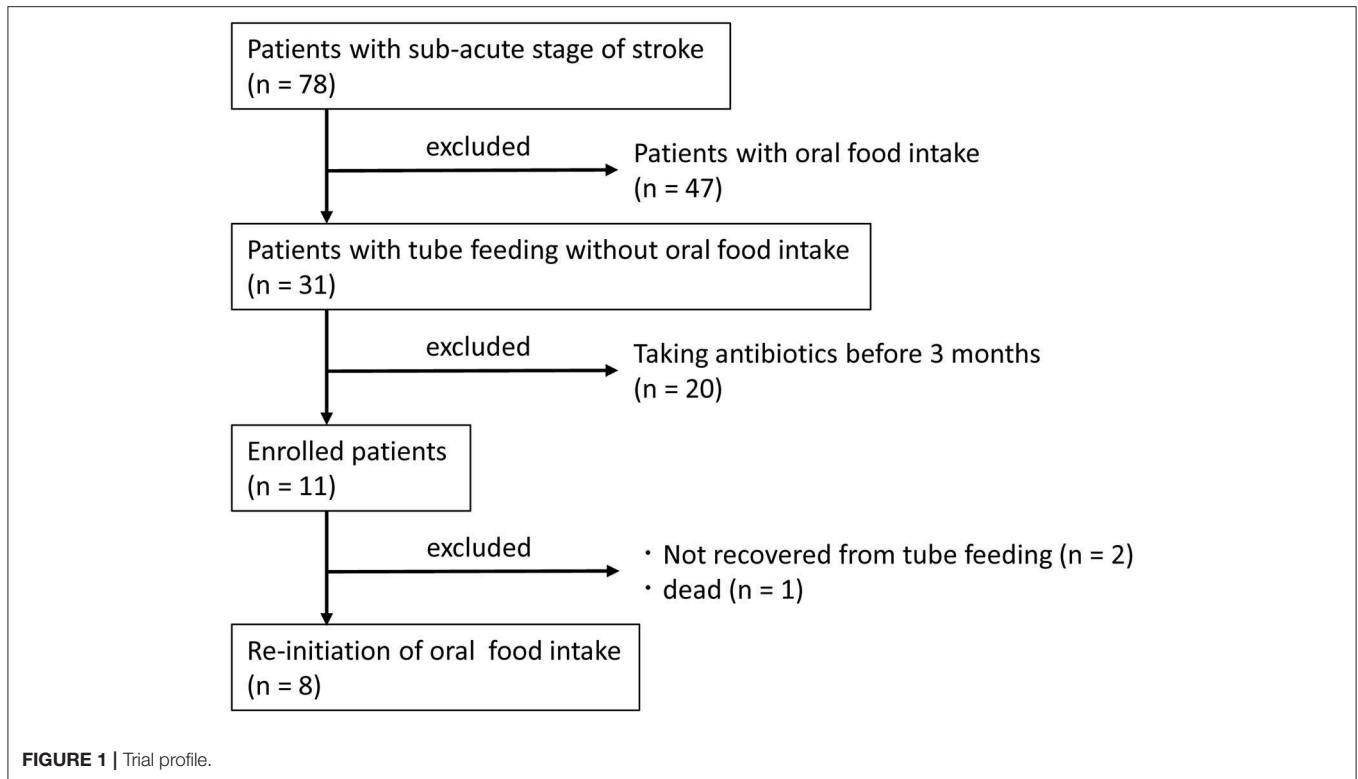 Patients with sub-acute stage of stroke
(n = 78)
excluded
Patients with oral food intake
(n = 47)
Patients with tube feeding without oral food intake
(n = 31)
excluded
Taking antibiotics before 3 months
(n = 20)
Enrolled patients
(n = 11)
excluded
・Not recovered from tube feeding (n = 2)
・dead (n = 1)
Re-initiation of oral food intake
(n = 8)
FIGURE 1 | Trial profile.